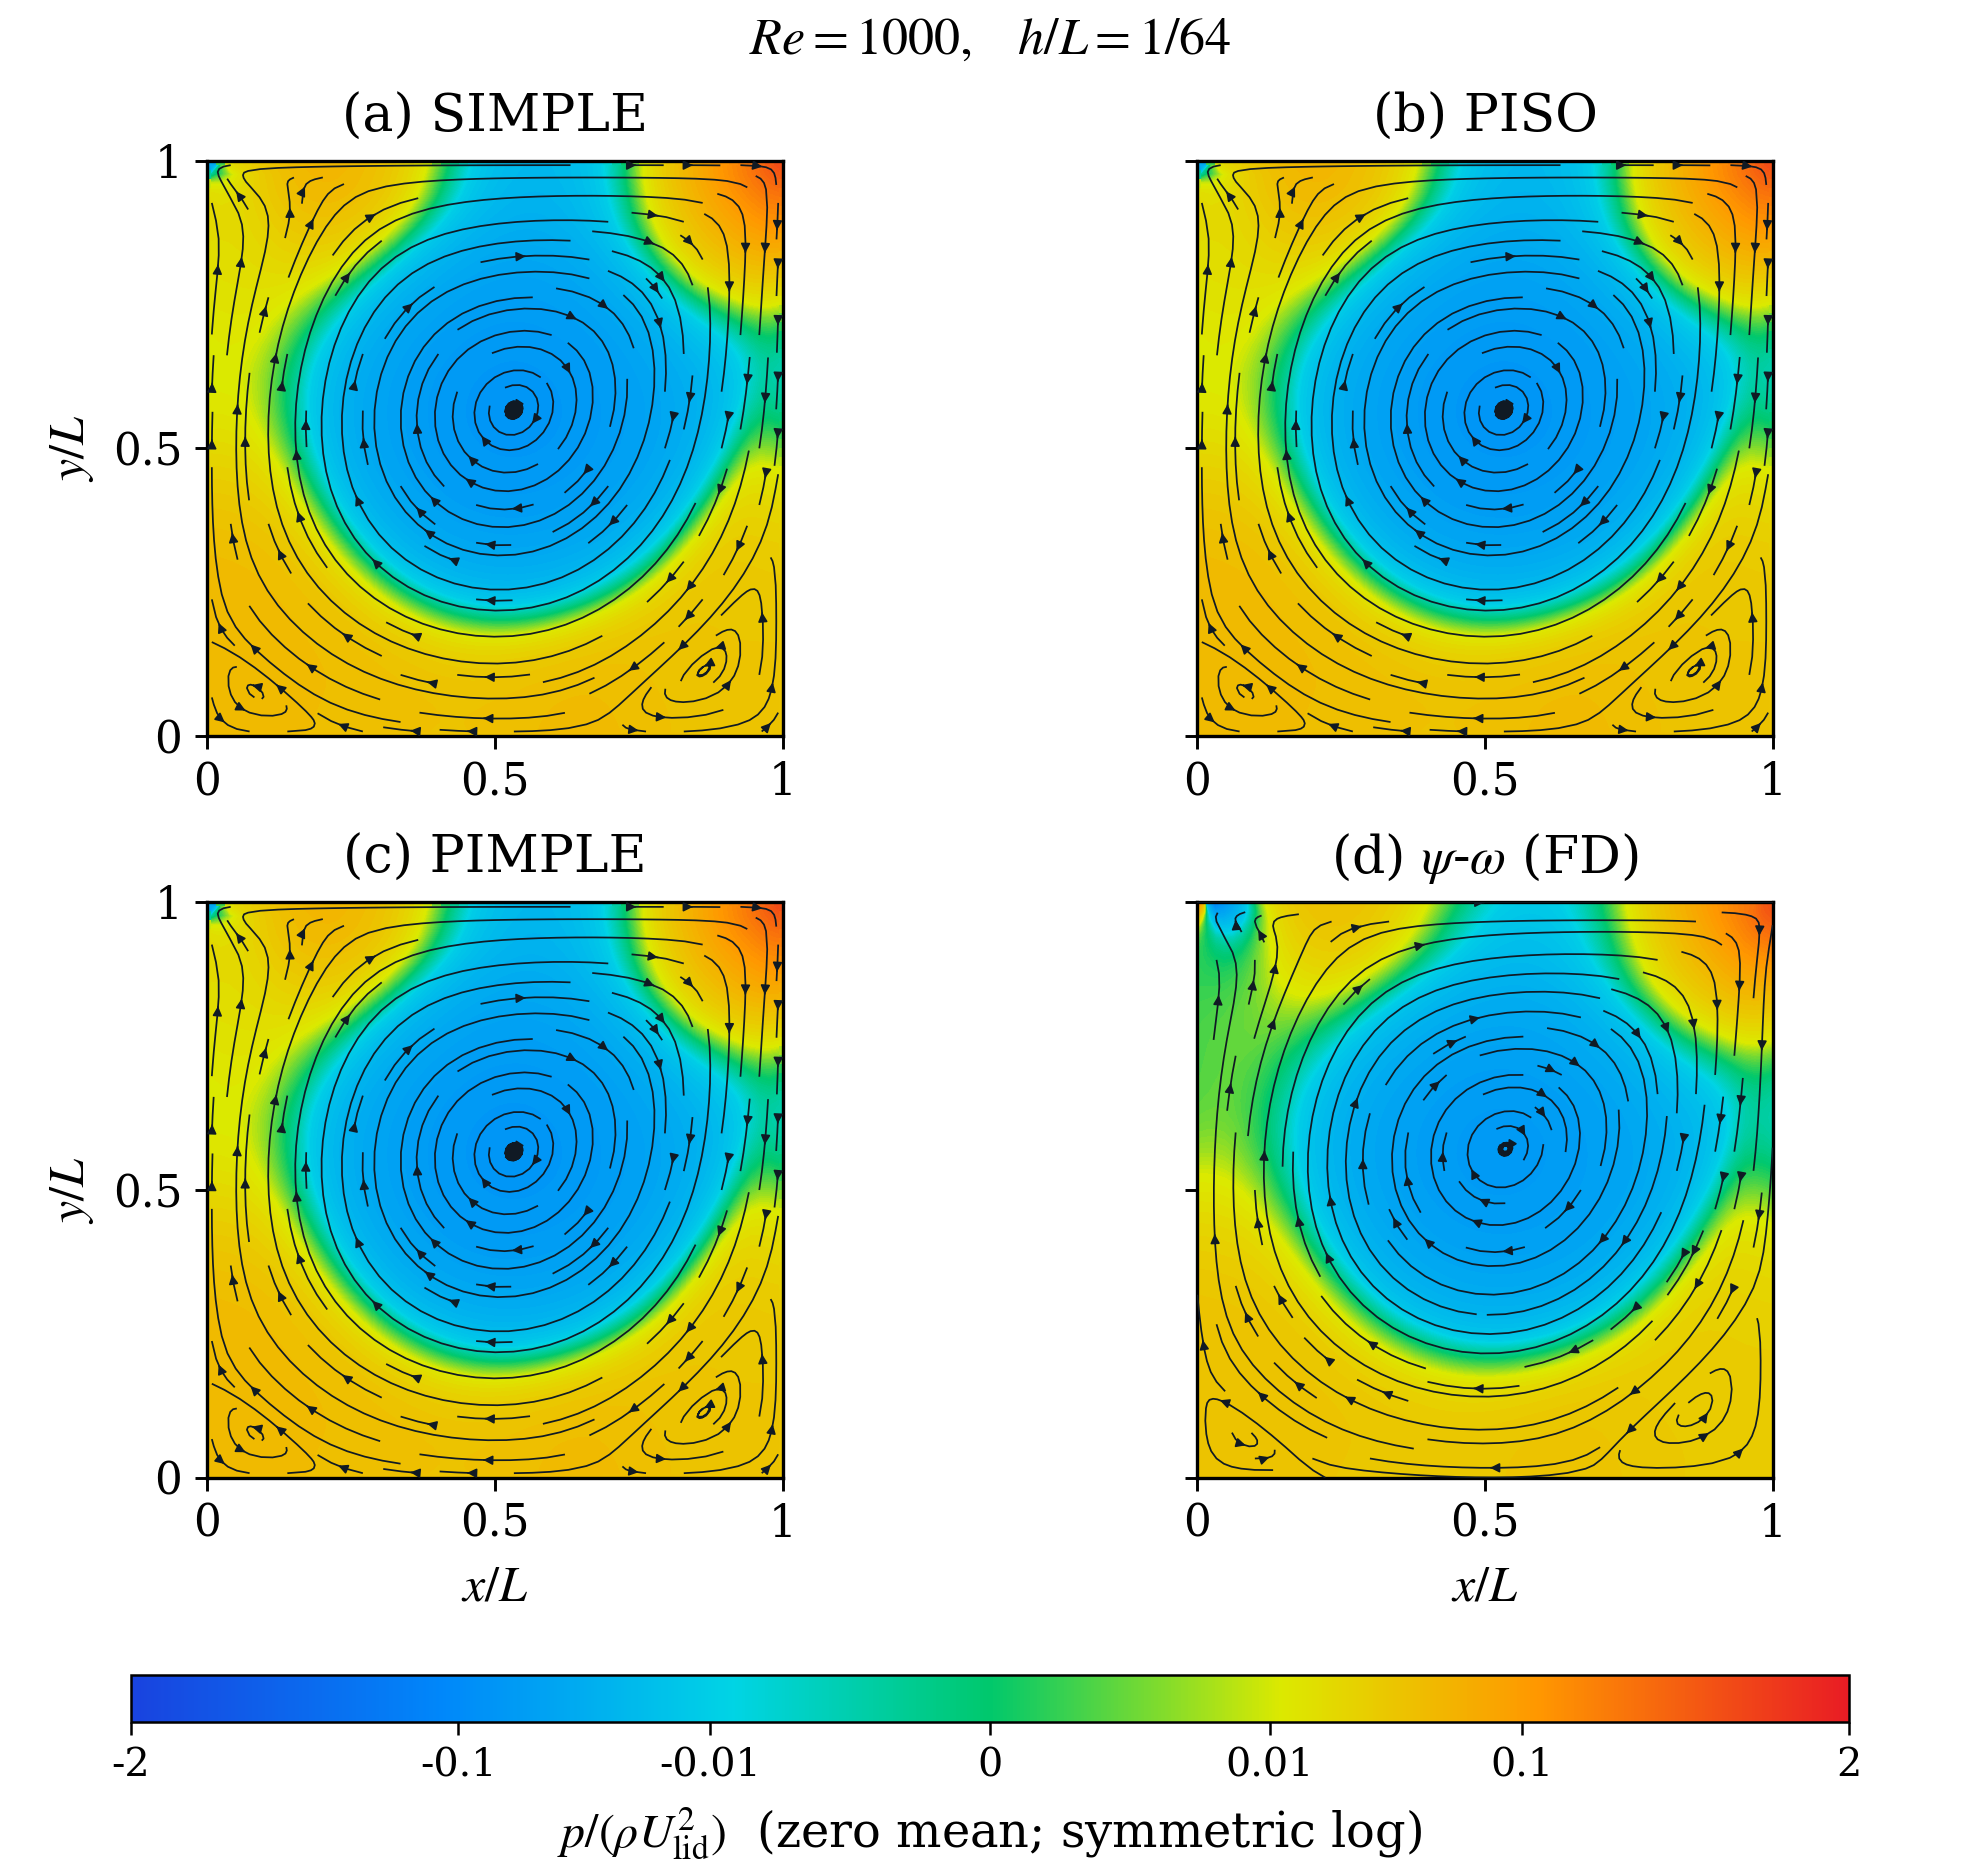 Re = 1000,   h/L = 1/64
(a) SIMPLE
(b) PISO
1
0.5
0
y/L
0
0.5
1
0
0.5
1
(c) PIMPLE
(d) ψ-ω (FD)
1
0.5
0
y/L
0
0.5
1
0
0.5
1
x/L
x/L
-2
-0.1
-0.01
0
0.01
0.1
2
p/(ρU²lid)  (zero mean; symmetric log)